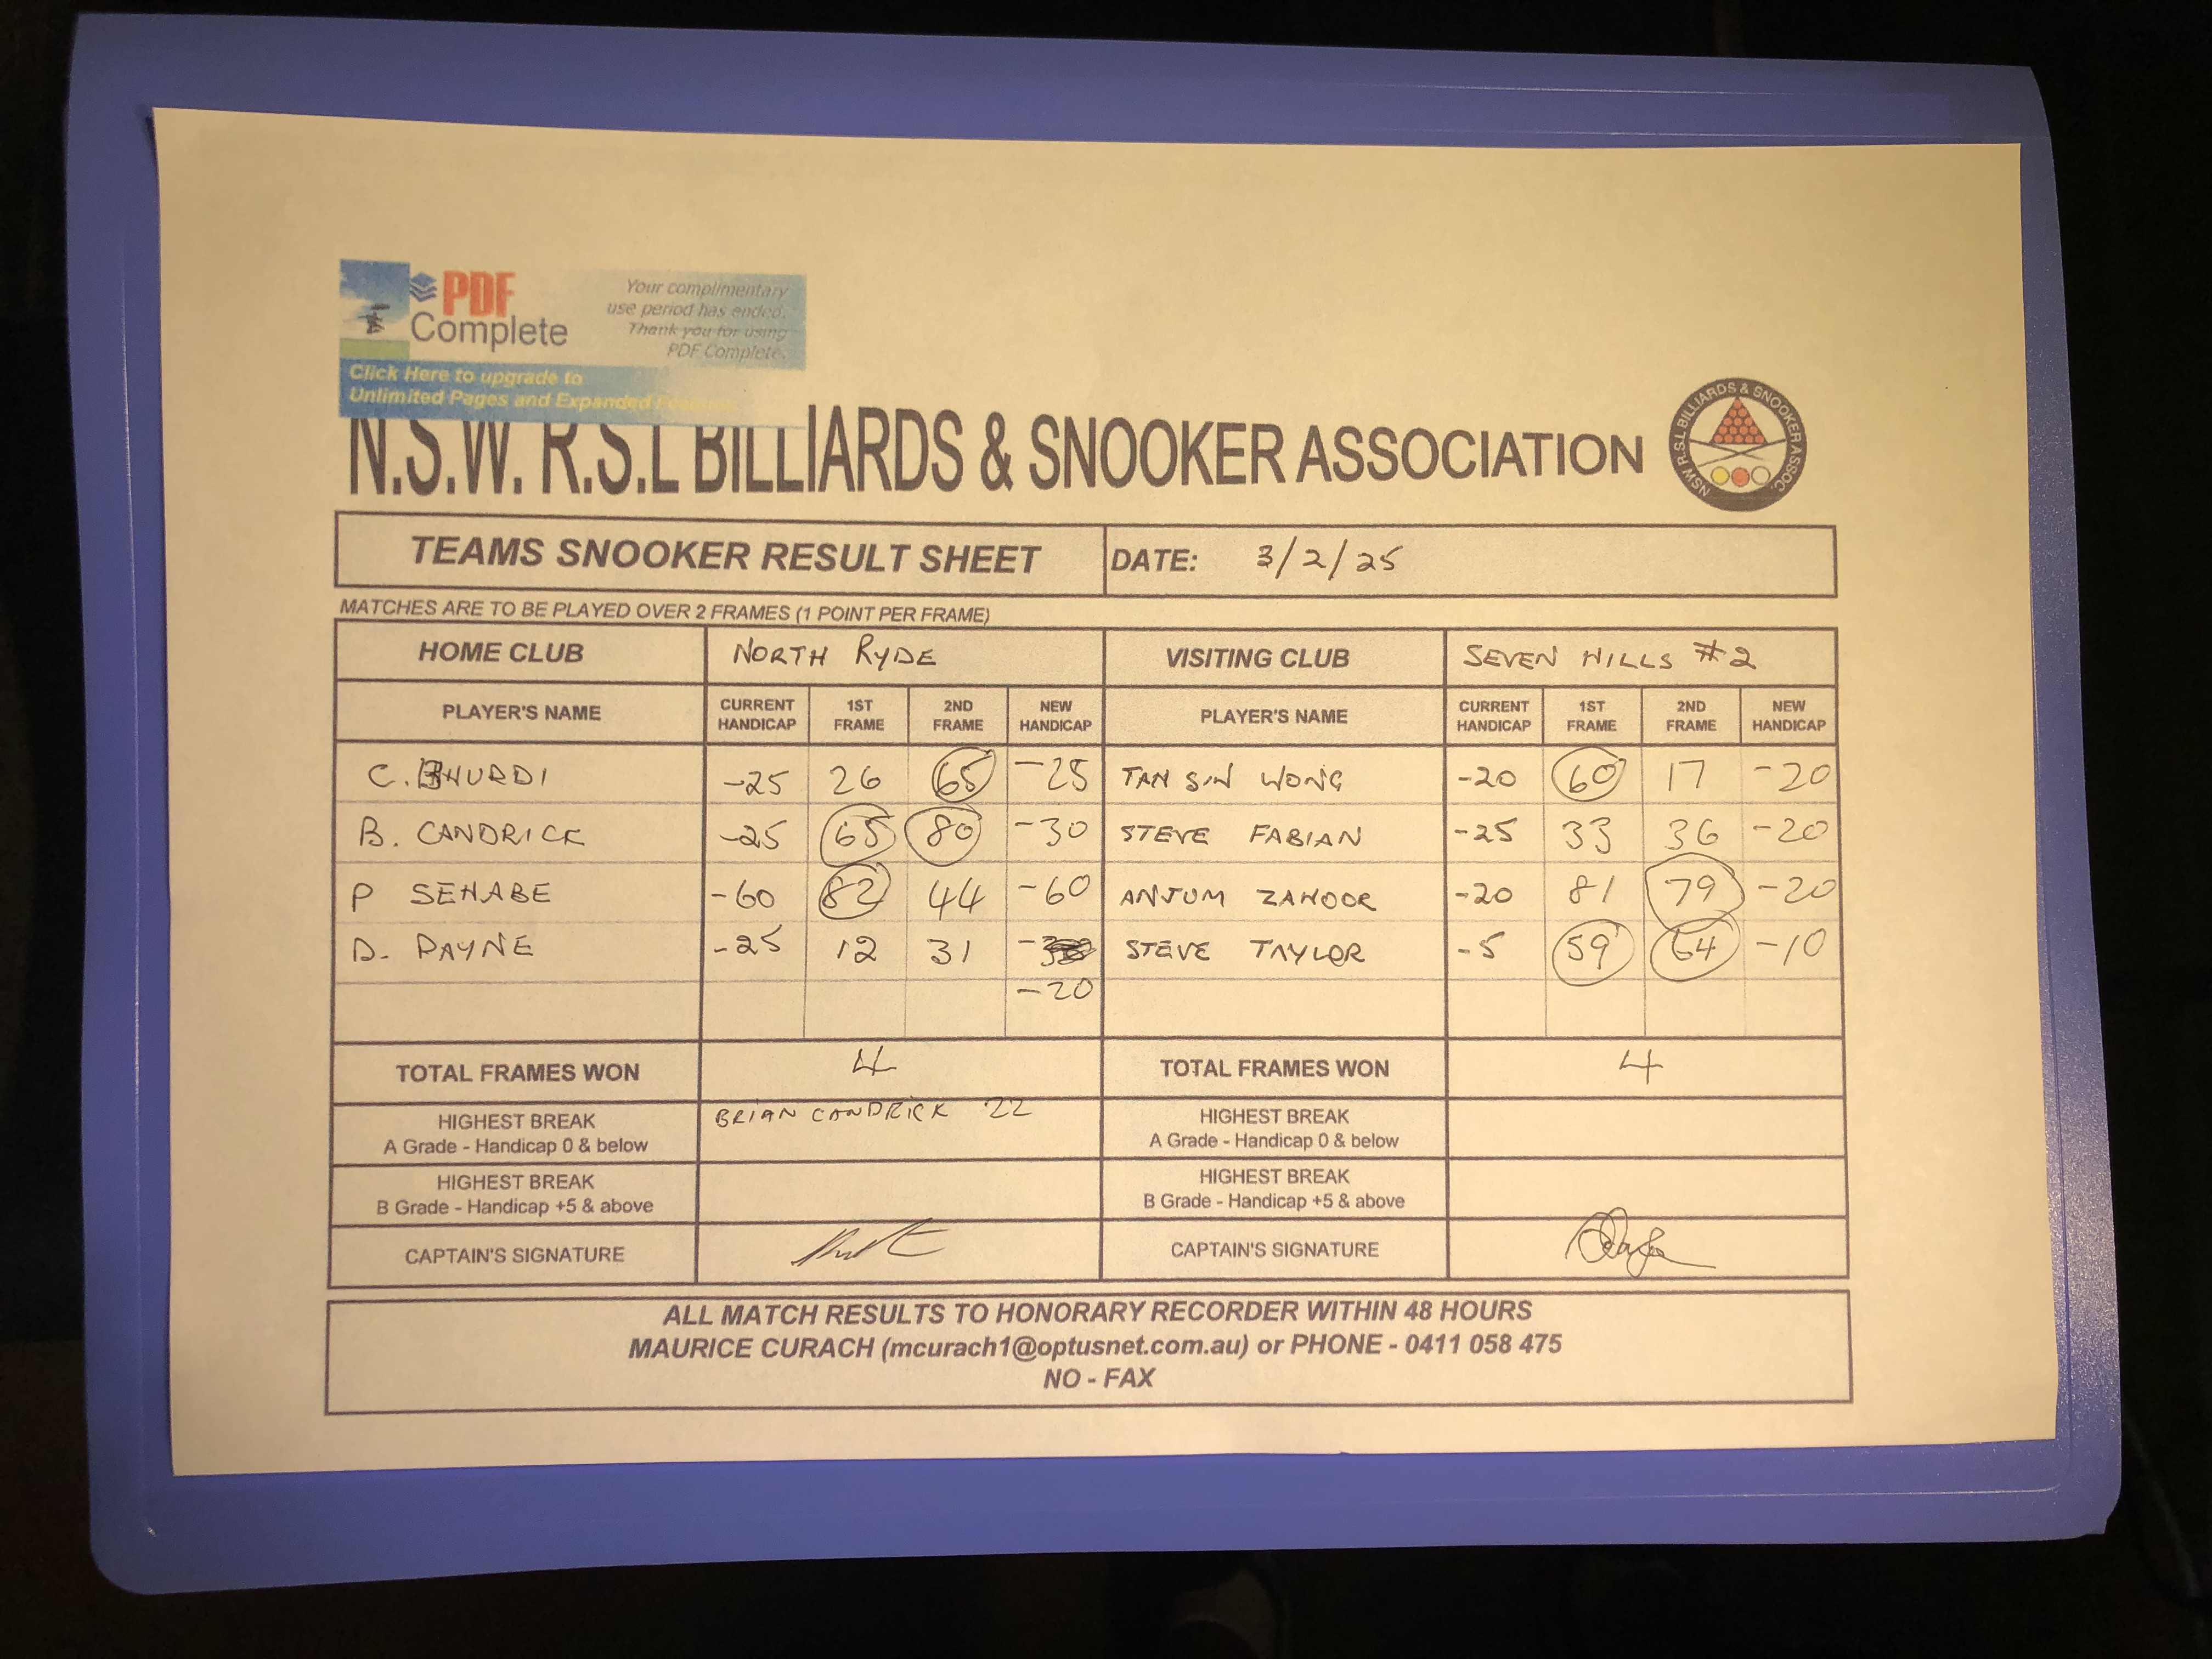 PDF
Complete
Your complimentary
use period has ended.
Thank you for using
PDF Complete.
Click Here to upgrade to
Unlimited Pages and Expanded Features
N.S.W. R.S.L BILLIARDS & SNOOKER ASSOCIATION
NSW R.S.L BILLIARDS & SNOOKER ASSOC.
TEAMS SNOOKER RESULT SHEET DATE: 3/2/25
MATCHES ARE TO BE PLAYED OVER 2 FRAMES (1 POINT PER FRAME)
HOME CLUB NORTH RYDE VISITING CLUB SEVEN HILLS #2
PLAYER'S NAME CURRENT HANDICAP 1ST FRAME 2ND FRAME NEW HANDICAP PLAYER'S NAME CURRENT HANDICAP 1ST FRAME 2ND FRAME NEW HANDICAP
C. BHURDI -25 26 65 -25 TAN SIN WONG -20 60 17 -20
B. CANDRICK -25 65 80 -30 STEVE FABIAN -25 33 36 -20
P SEHABE -60 82 44 -60 ANJUM ZAHOOR -20 81 79 -20
D. PAYNE -25 12 31 STEVE TAYLOR -5 59 64 -10
-20
TOTAL FRAMES WON 4 TOTAL FRAMES WON 4
HIGHEST BREAK A Grade - Handicap 0 & below BRIAN CANDRICK 22 HIGHEST BREAK A Grade - Handicap 0 & below
HIGHEST BREAK B Grade - Handicap +5 & above HIGHEST BREAK B Grade - Handicap +5 & above
CAPTAIN'S SIGNATURE CAPTAIN'S SIGNATURE
ALL MATCH RESULTS TO HONORARY RECORDER WITHIN 48 HOURS
MAURICE CURACH (mcurach1@optusnet.com.au) or PHONE - 0411 058 475
NO - FAX